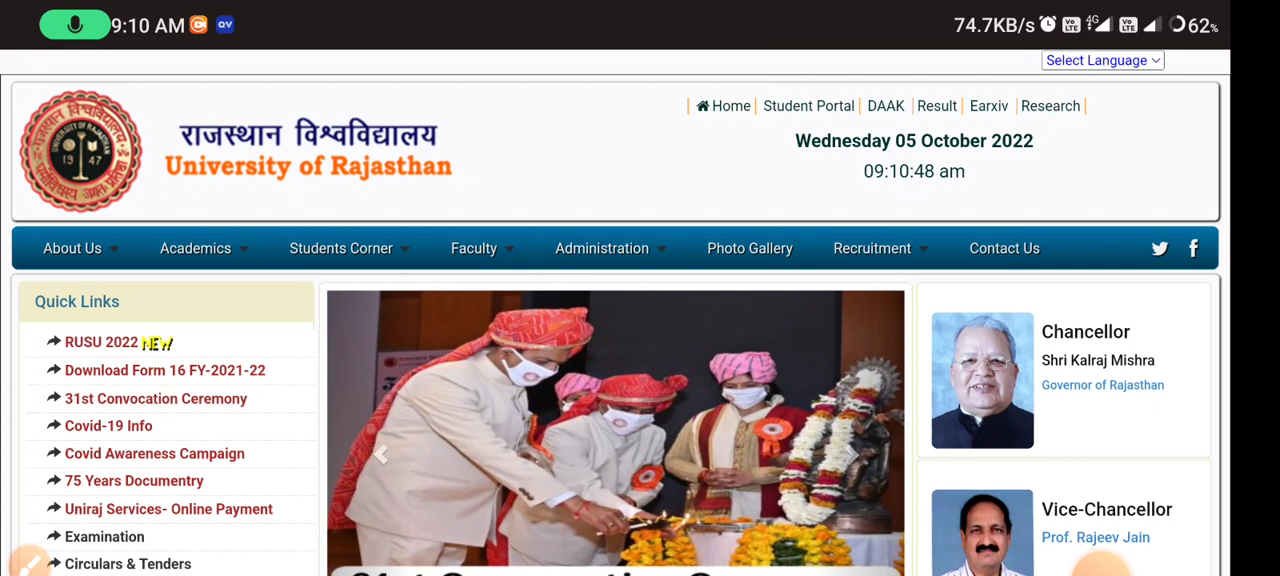 9:10 AM
74.7KB/s 4G 62%
Select Language
राजस्थान विश्वविद्यालय
University of Rajasthan
1947
Home Student Portal DAAK Result Earxiv Research
Wednesday 05 October 2022
09:10:48 am
About Us Academics Students Corner Faculty Administration Photo Gallery Recruitment Contact Us
Quick Links
RUSU 2022 NEW
Download Form 16 FY-2021-22
31st Convocation Ceremony
Covid-19 Info
Covid Awareness Campaign
75 Years Documentry
Uniraj Services- Online Payment
Examination
Circulars & Tenders
Chancellor
Shri Kalraj Mishra
Governor of Rajasthan
Vice-Chancellor
Prof. Rajeev Jain